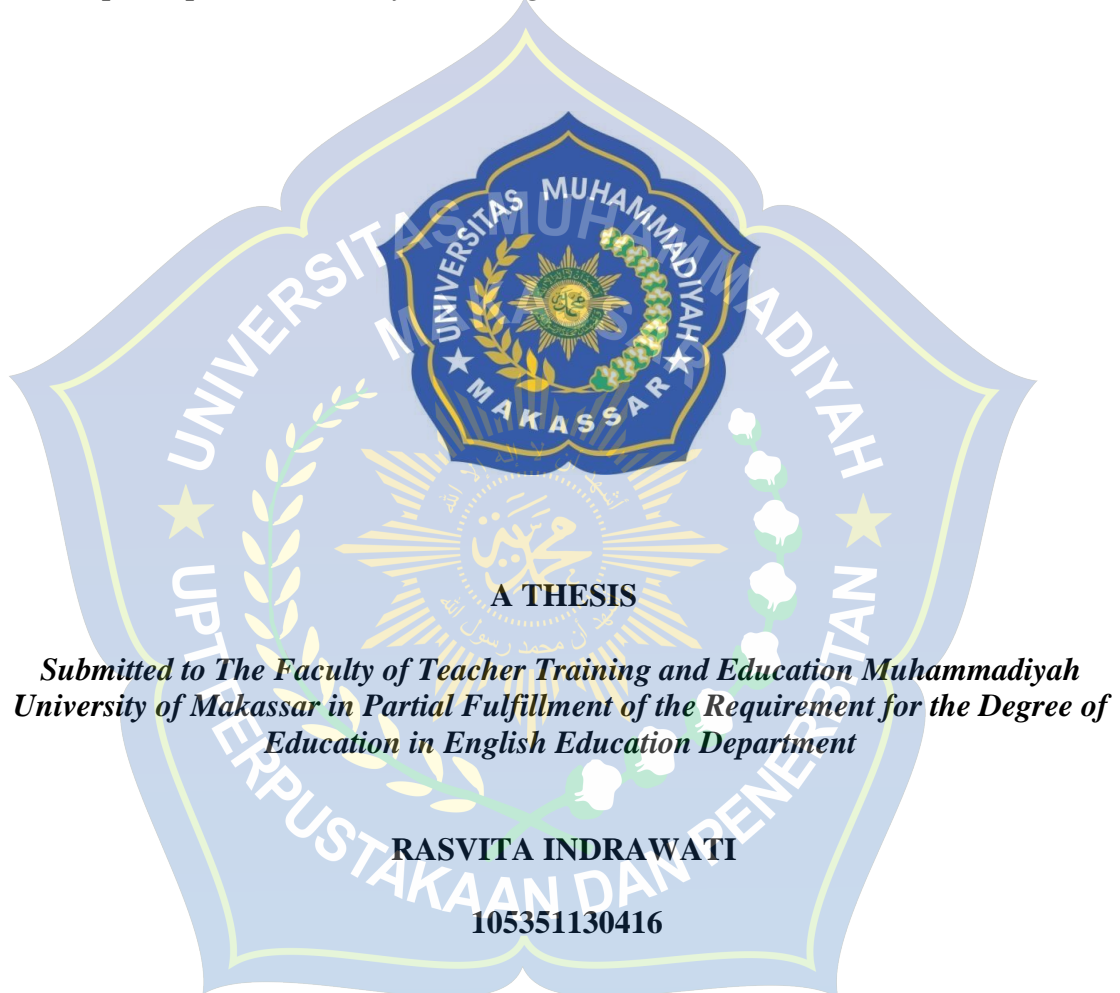 UNIVERSITAS MUHAMMADIYAH
MAKASSAR
UNIVERSITAS MUHAMMADIYAH
MAKASSAR
UPT PERPUSTAKAAN DAN PENERBITAN
A THESIS
Submitted to The Faculty of Teacher Training and Education Muhammadiyah
University of Makassar in Partial Fulfillment of the Requirement for the Degree of
Education in English Education Department
RASVITA INDRAWATI
105351130416